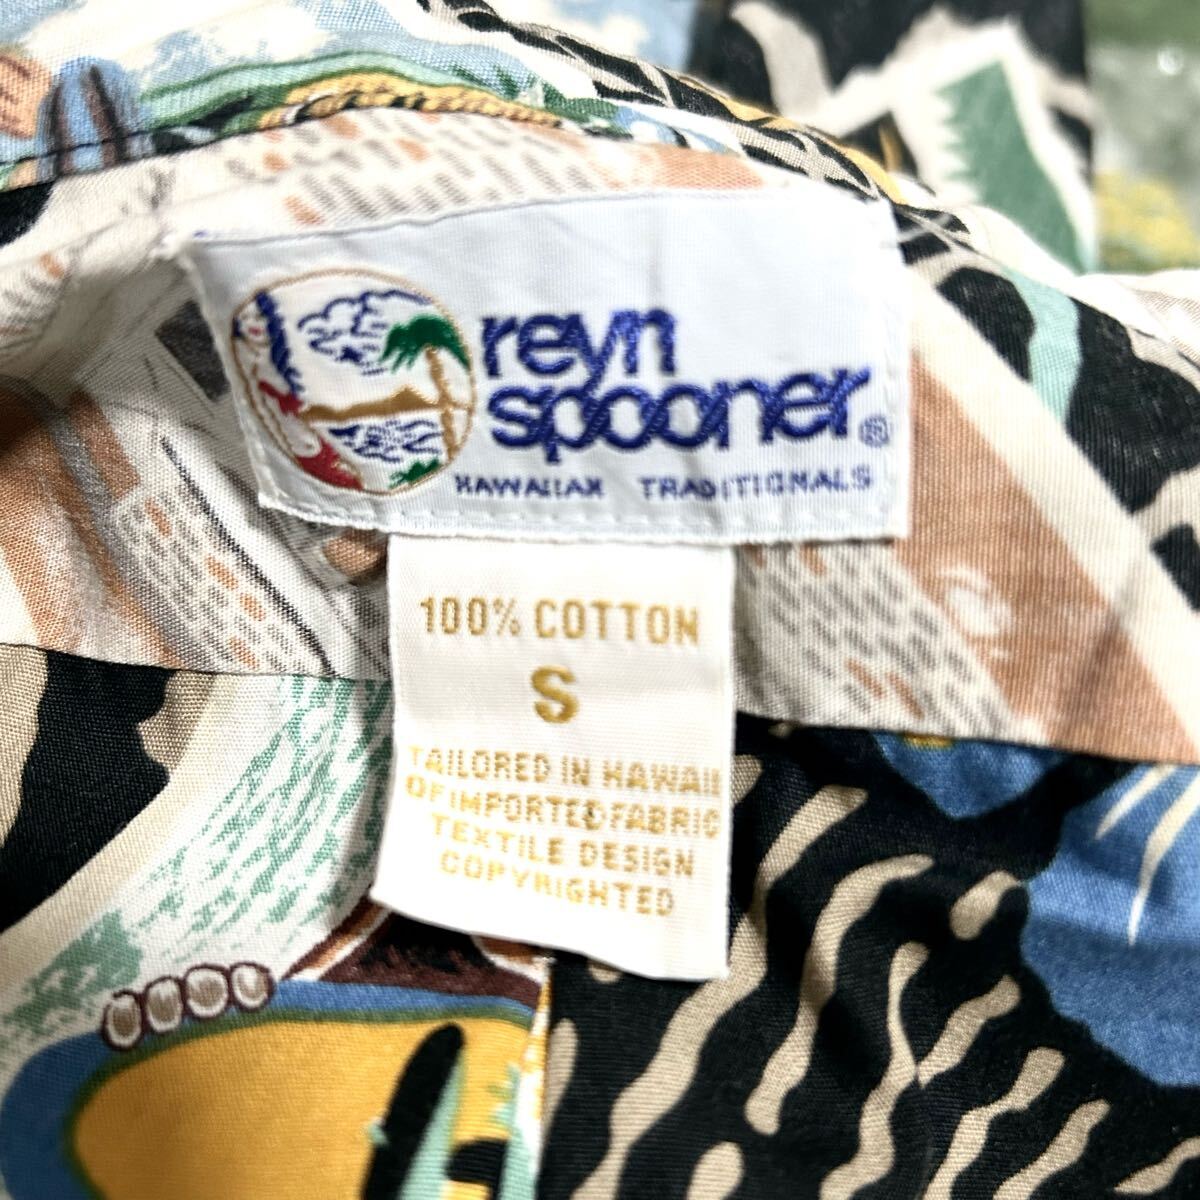 reyn
spooner®
HAWAIIAN TRADITIONALS
100% COTTON
S
TAILORED IN HAWAII
OF IMPORTED FABRIC
TEXTILE DESIGN
COPYRIGHTED